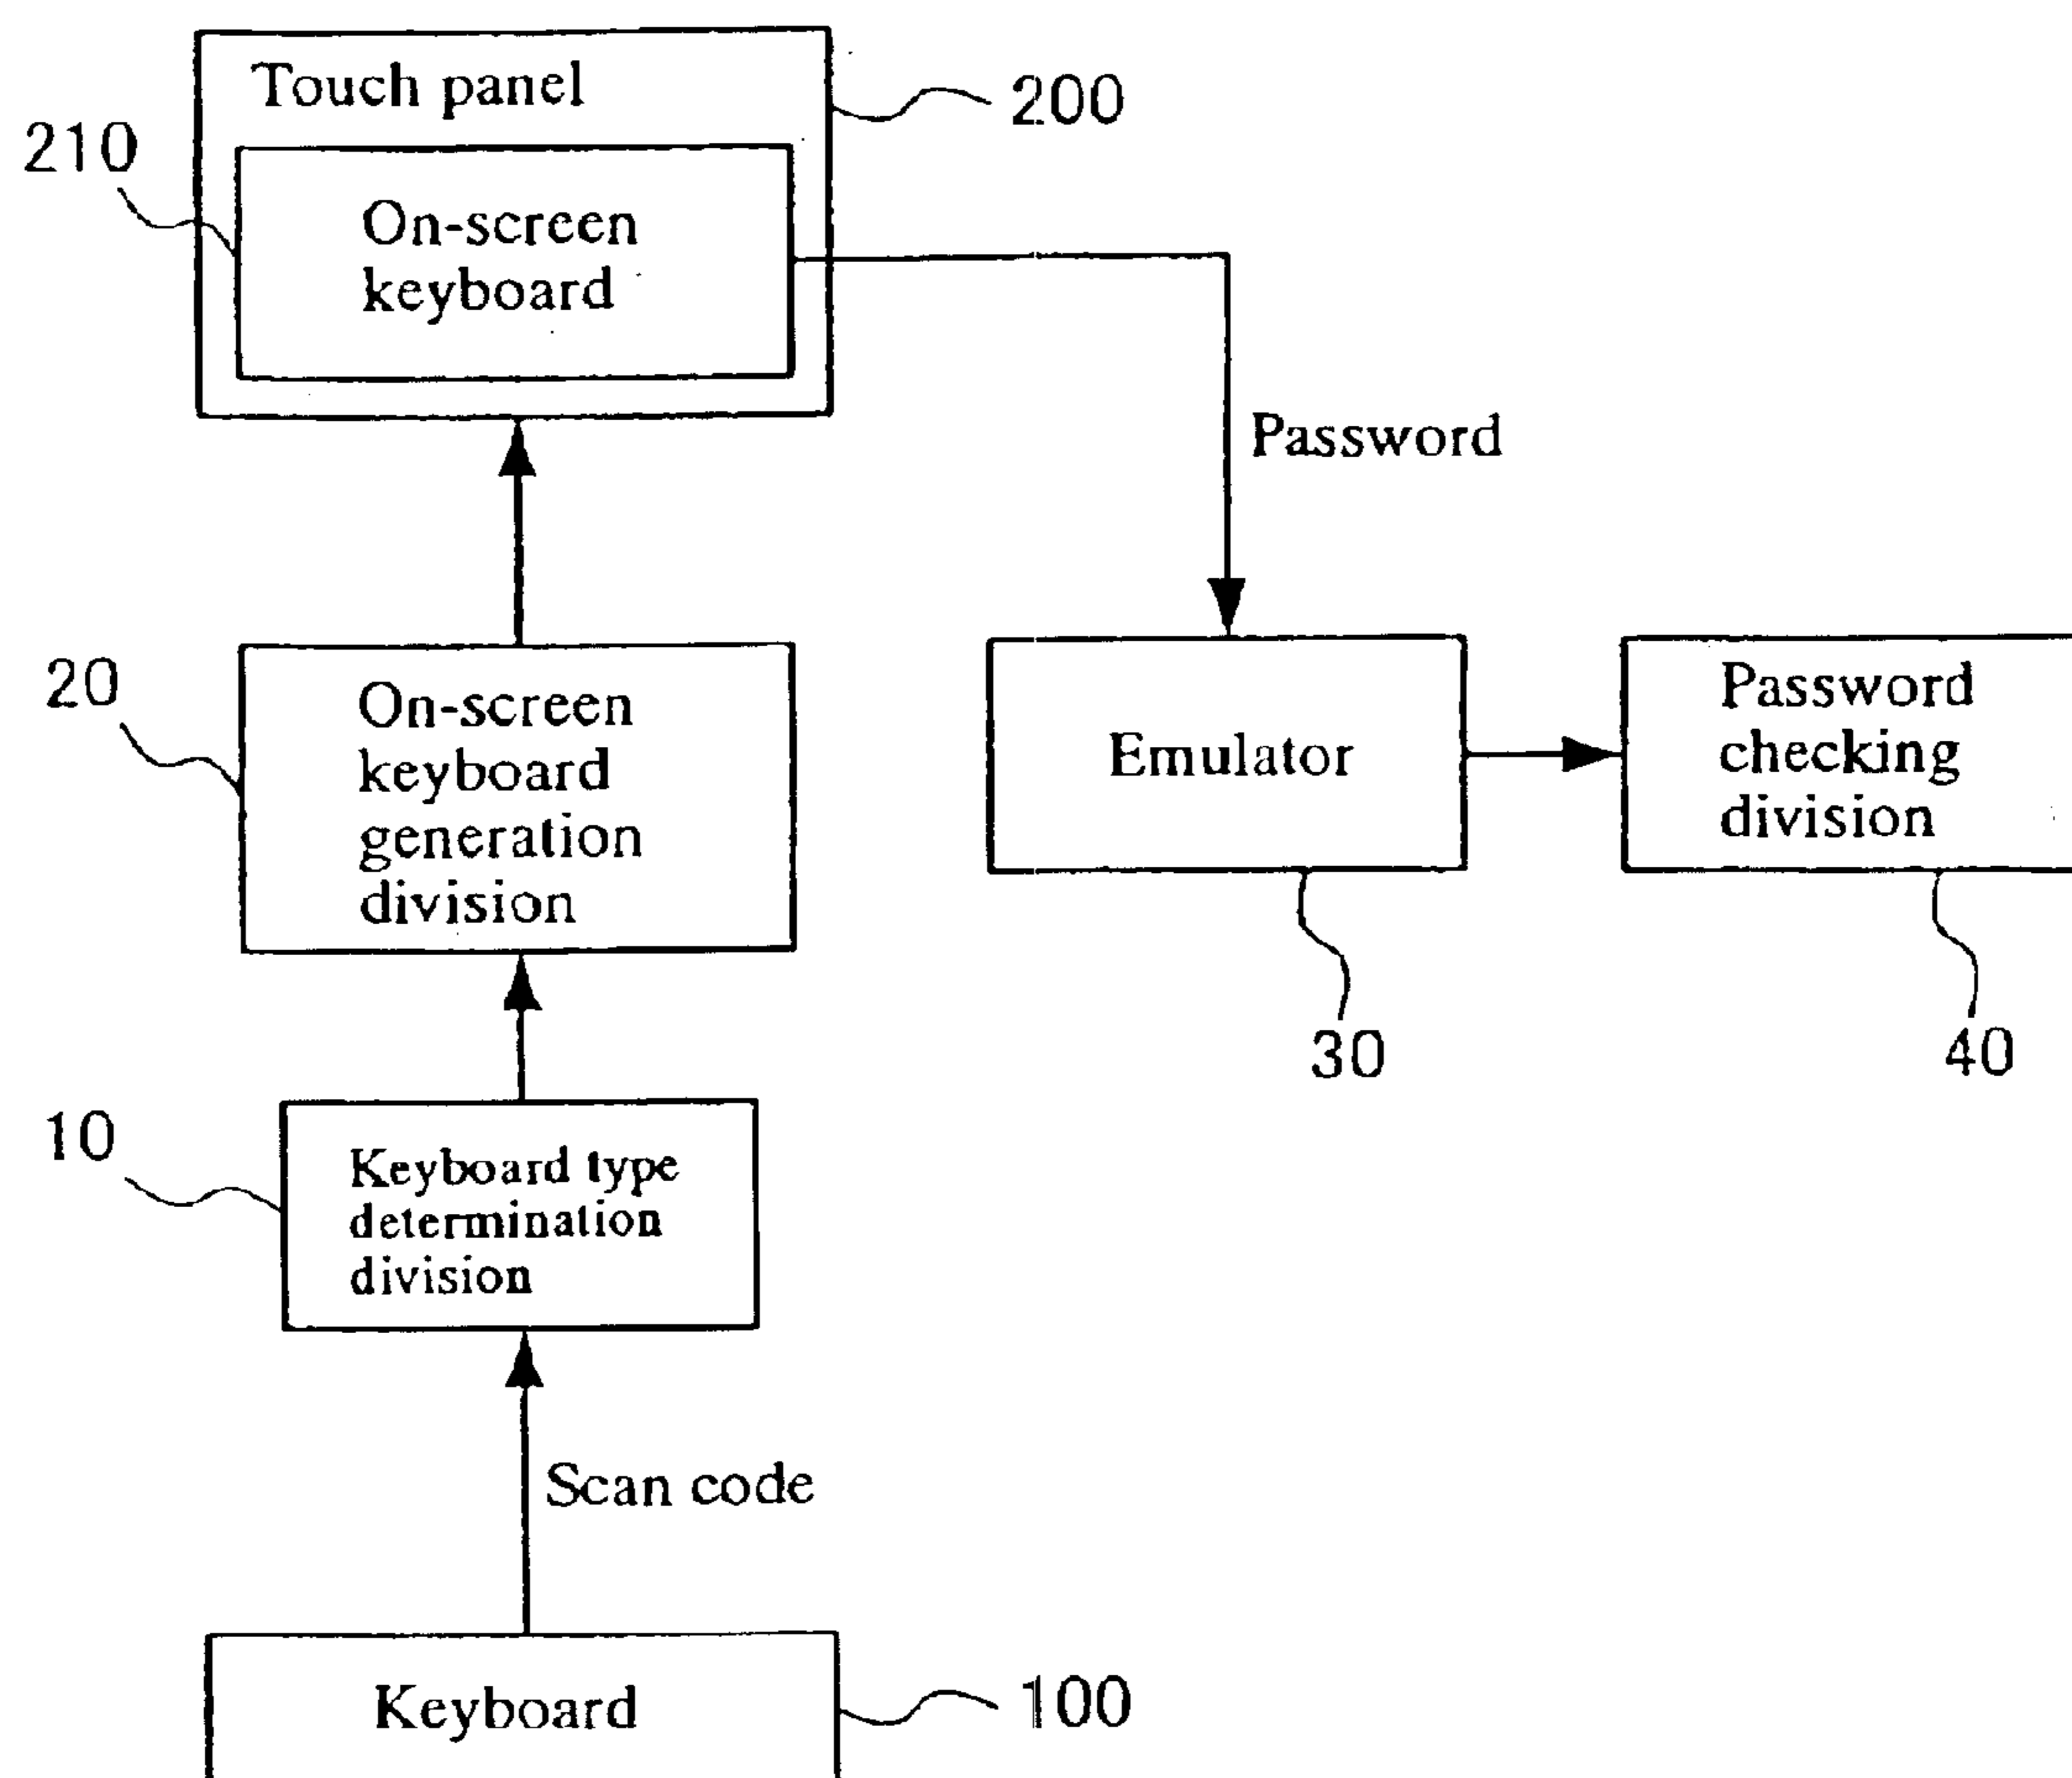 Touch panel
200
210
On-screen
keyboard
Password
20
On-screen
keyboard
generation
division
Emulator
Password
checking
division
30
40
10
Keyboard type
determination
division
Scan code
Keyboard
100